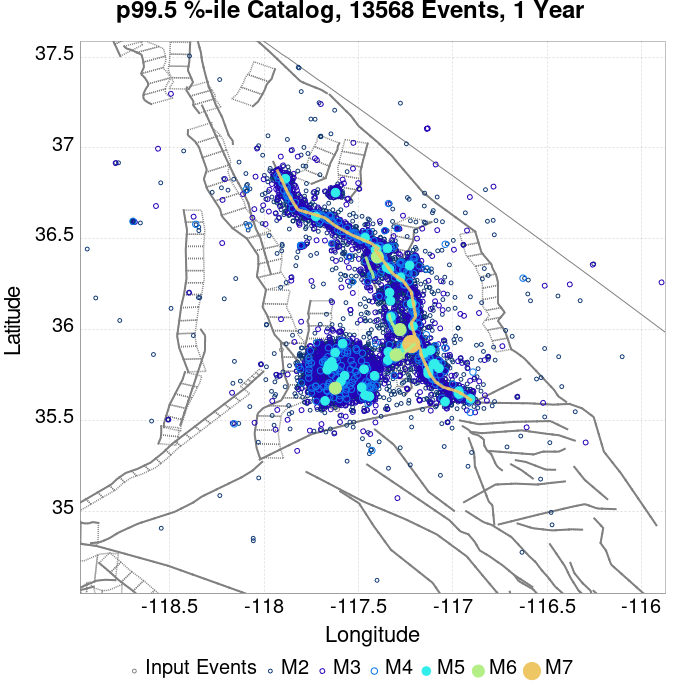 p99.5 %-ile Catalog, 13568 Events, 1 Year
37.5
37
36.5
36
35.5
35
Latitude
-118.5 -118 -117.5 -117 -116.5 -116
Longitude
Input Events M2 M3 M4 M5 M6 M7